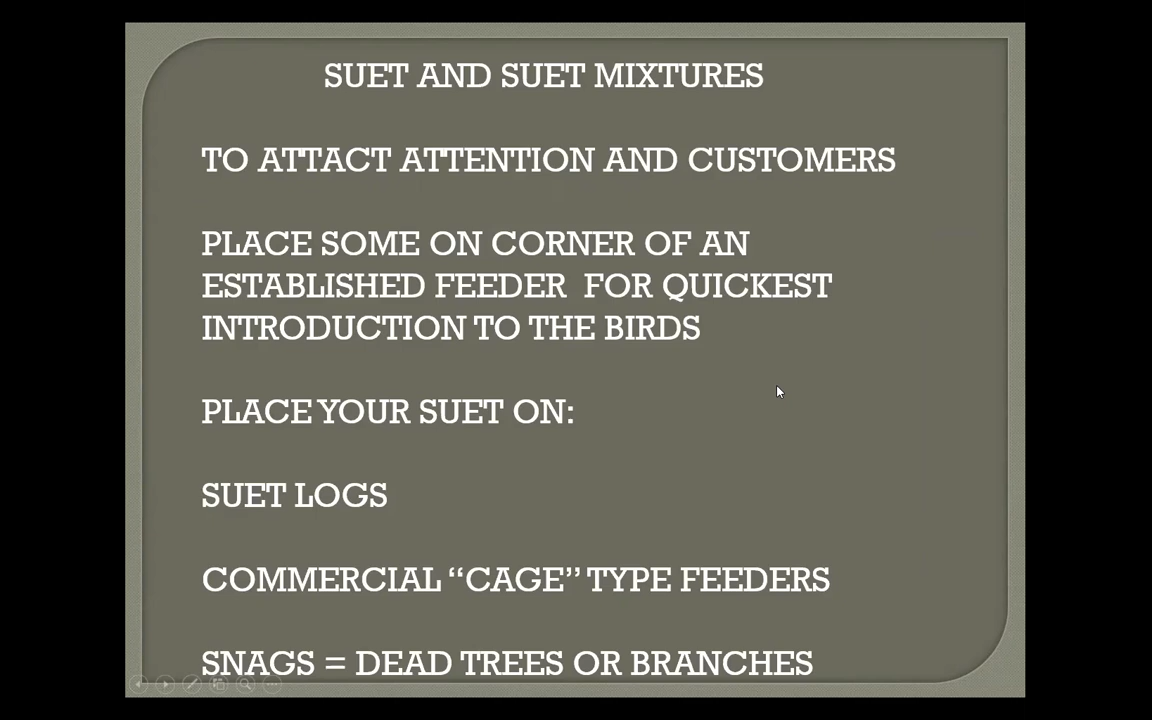 SUET AND SUET MIXTURES
TO ATTACT ATTENTION AND CUSTOMERS
PLACE SOME ON CORNER OF AN
ESTABLISHED FEEDER  FOR QUICKEST
INTRODUCTION TO THE BIRDS
PLACE YOUR SUET ON:
SUET LOGS
COMMERCIAL “CAGE” TYPE FEEDERS
SNAGS = DEAD TREES OR BRANCHES